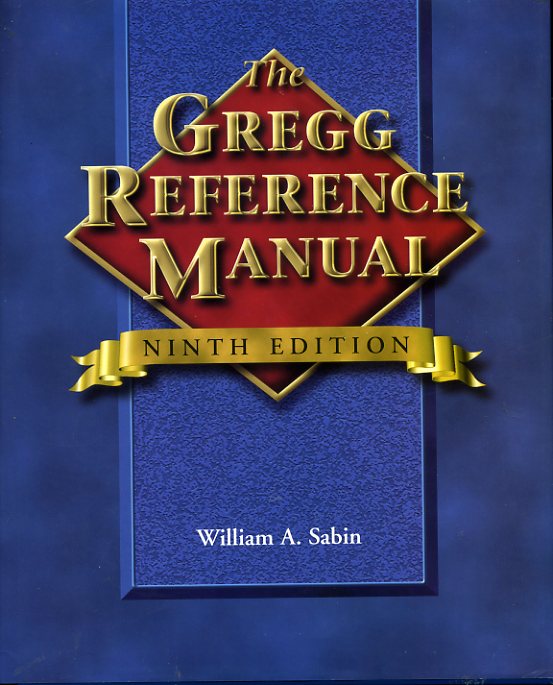 The
GREGG
REFERENCE
MANUAL
NINTH EDITION
William A. Sabin